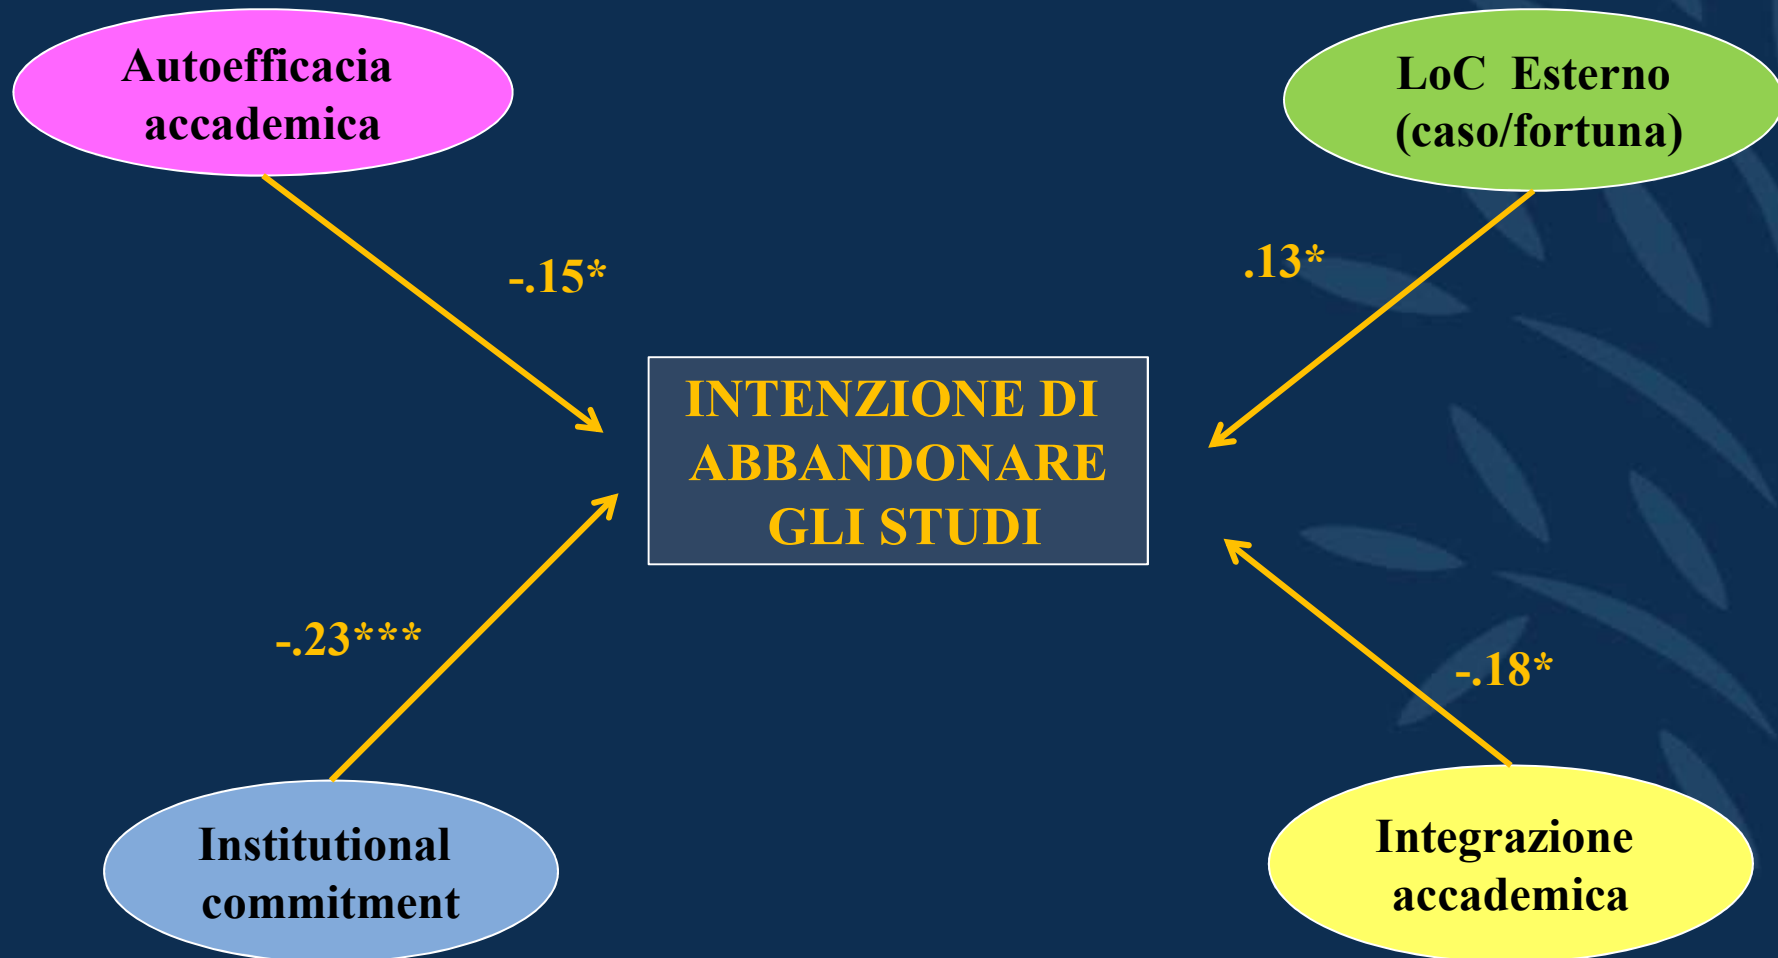 Autoefficacia
accademica
LoC Esterno
(caso/fortuna)
-.15*
.13*
INTENZIONE DI
ABBANDONARE
GLI STUDI
-.23***
-.18*
Institutional
commitment
Integrazione
accademica